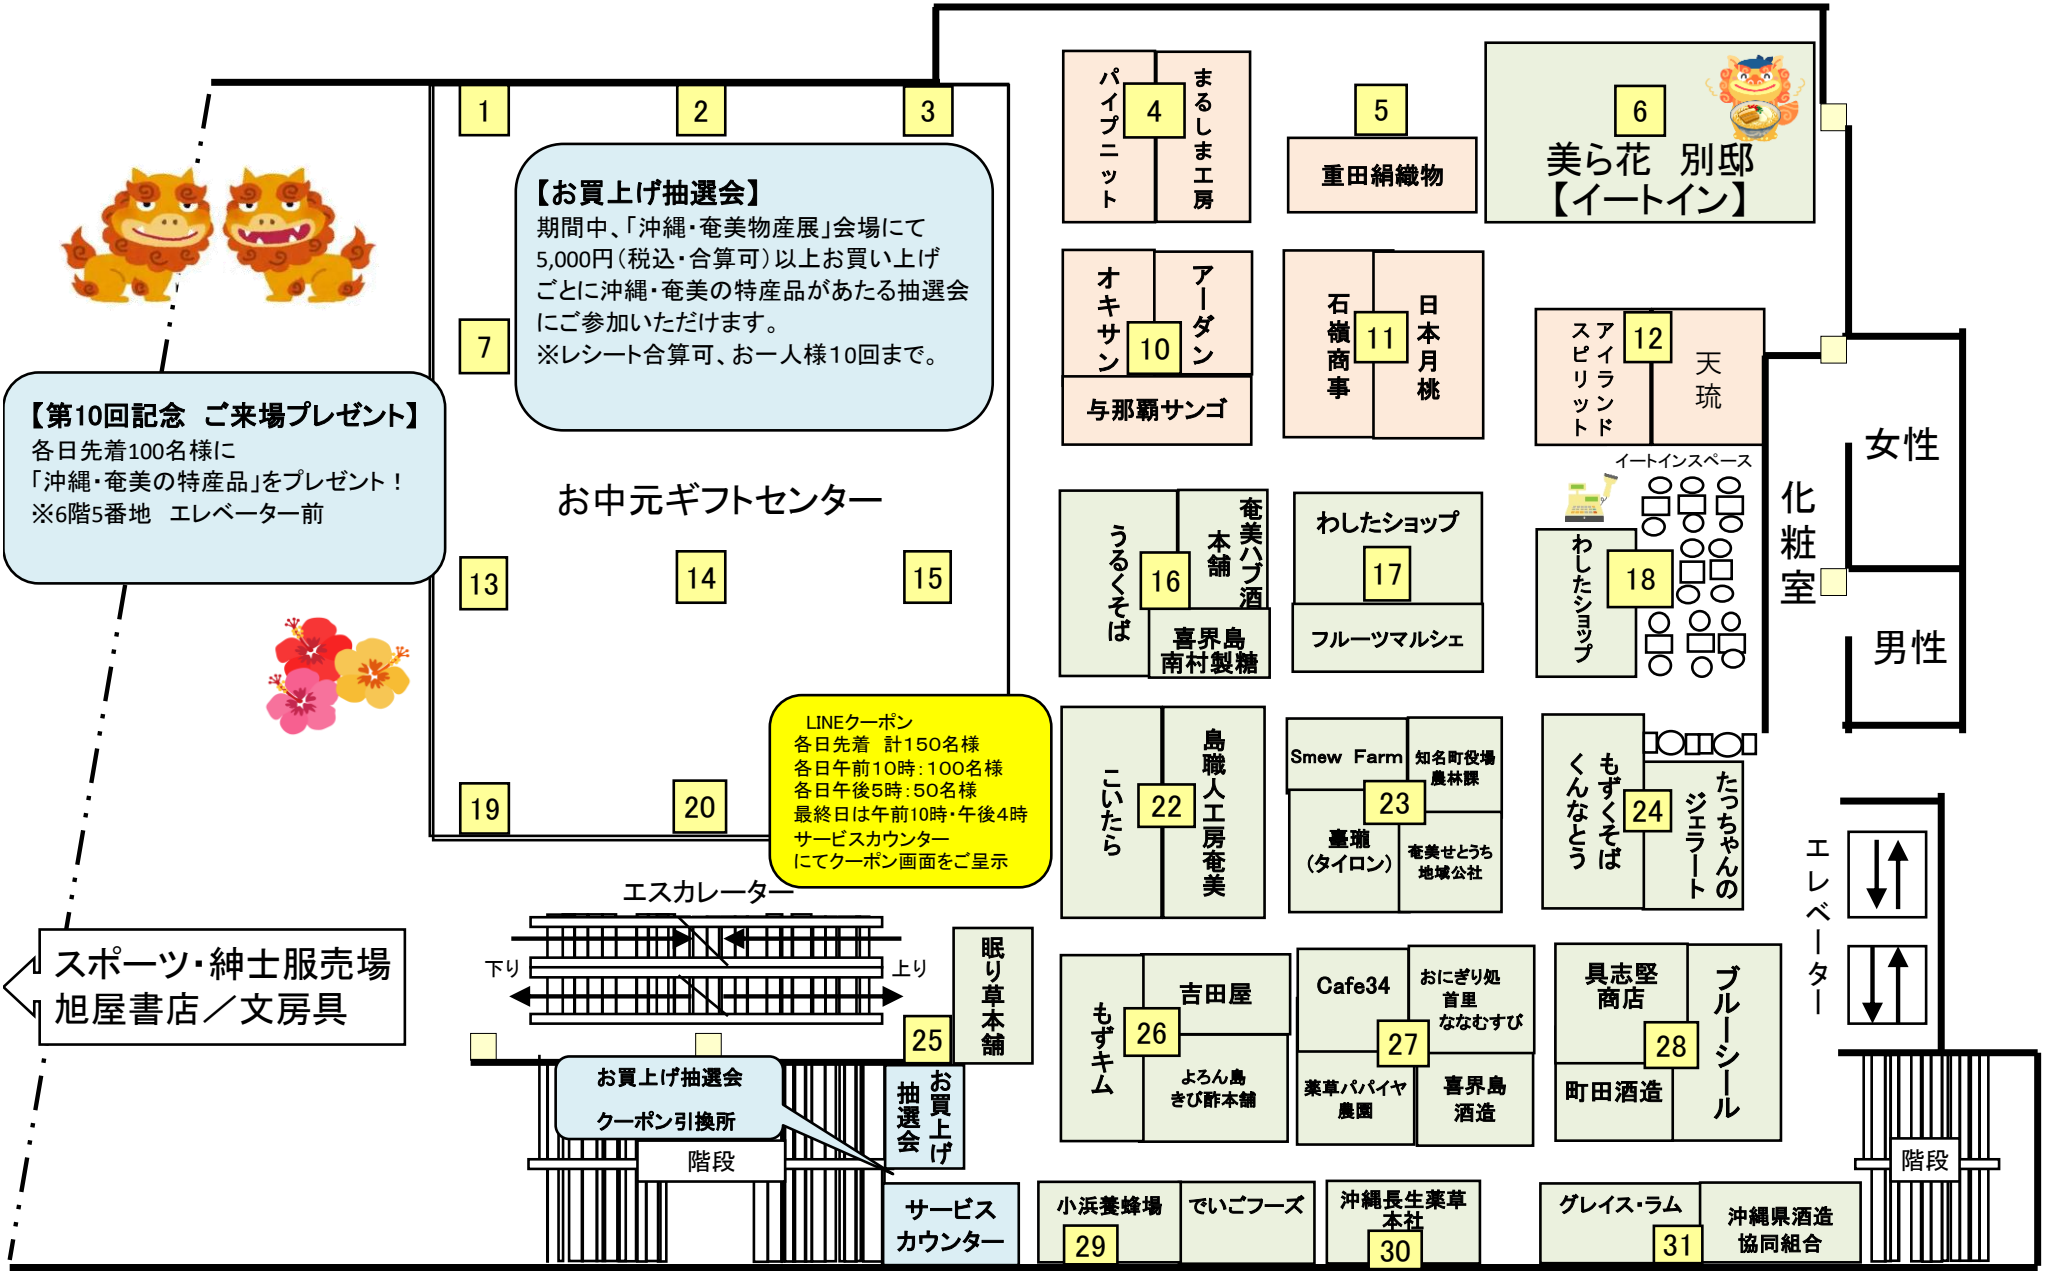 1
2
3
パイプニット
4
まるしま工房
5
重田絹織物
6
美ら花　別邸
【イートイン】
【お買上げ抽選会】
期間中、「沖縄・奄美物産展」会場にて
5,000円（税込・合算可）以上お買い上げ
ごとに沖縄・奄美の特産品があたる抽選会
にご参加いただけます。
※レシート合算可、お一人様10回まで。
7
オキサン
アーダン
10
与那覇サンゴ
石嶺商事
11
日本月桃
アイランド
スピリット
12
天琉
【第10回記念　ご来場プレゼント】
各日先着100名様に
「沖縄・奄美の特産品」をプレゼント！
※6階5番地　エレベーター前
お中元ギフトセンター
13
14
15
うるくそば
16
奄美ハブ酒
本舗
喜界島
南村製糖
わしたショップ
17
フルーツマルシェ
イートインスペース
わしたショップ
18
化粧室
女性
男性
19
20
LINEクーポン
各日先着　計150名様
各日午前10時：100名様
各日午後5時：50名様
最終日は午前10時・午後4時
サービスカウンター
にてクーポン画面をご呈示
こいたら
22
島職人工房奄美
Smew Farm
知名町役場
農林課
23
臺瓏
（タイロン）
奄美せとうち
地域公社
もずくそば
くんなとう
24
たっちゃんの
ジェラート
エレベーター
エスカレーター
下り
上り
スポーツ・紳士服売場
旭屋書店／文房具
眠り草本舗
25
もずキム
26
吉田屋
よろん島
きび酢本舗
Cafe34
おにぎり処
首里
ななむすび
27
薬草パパイヤ
農園
喜界島
酒造
具志堅
商店
28
町田酒造
ブルーシール
お買上げ抽選会
クーポン引換所
お買上げ
抽選会
階段
階段
サービス
カウンター
小浜養蜂場
29
でいごフーズ
沖縄長生薬草
本社
30
グレイス・ラム
31
沖縄県酒造
協同組合